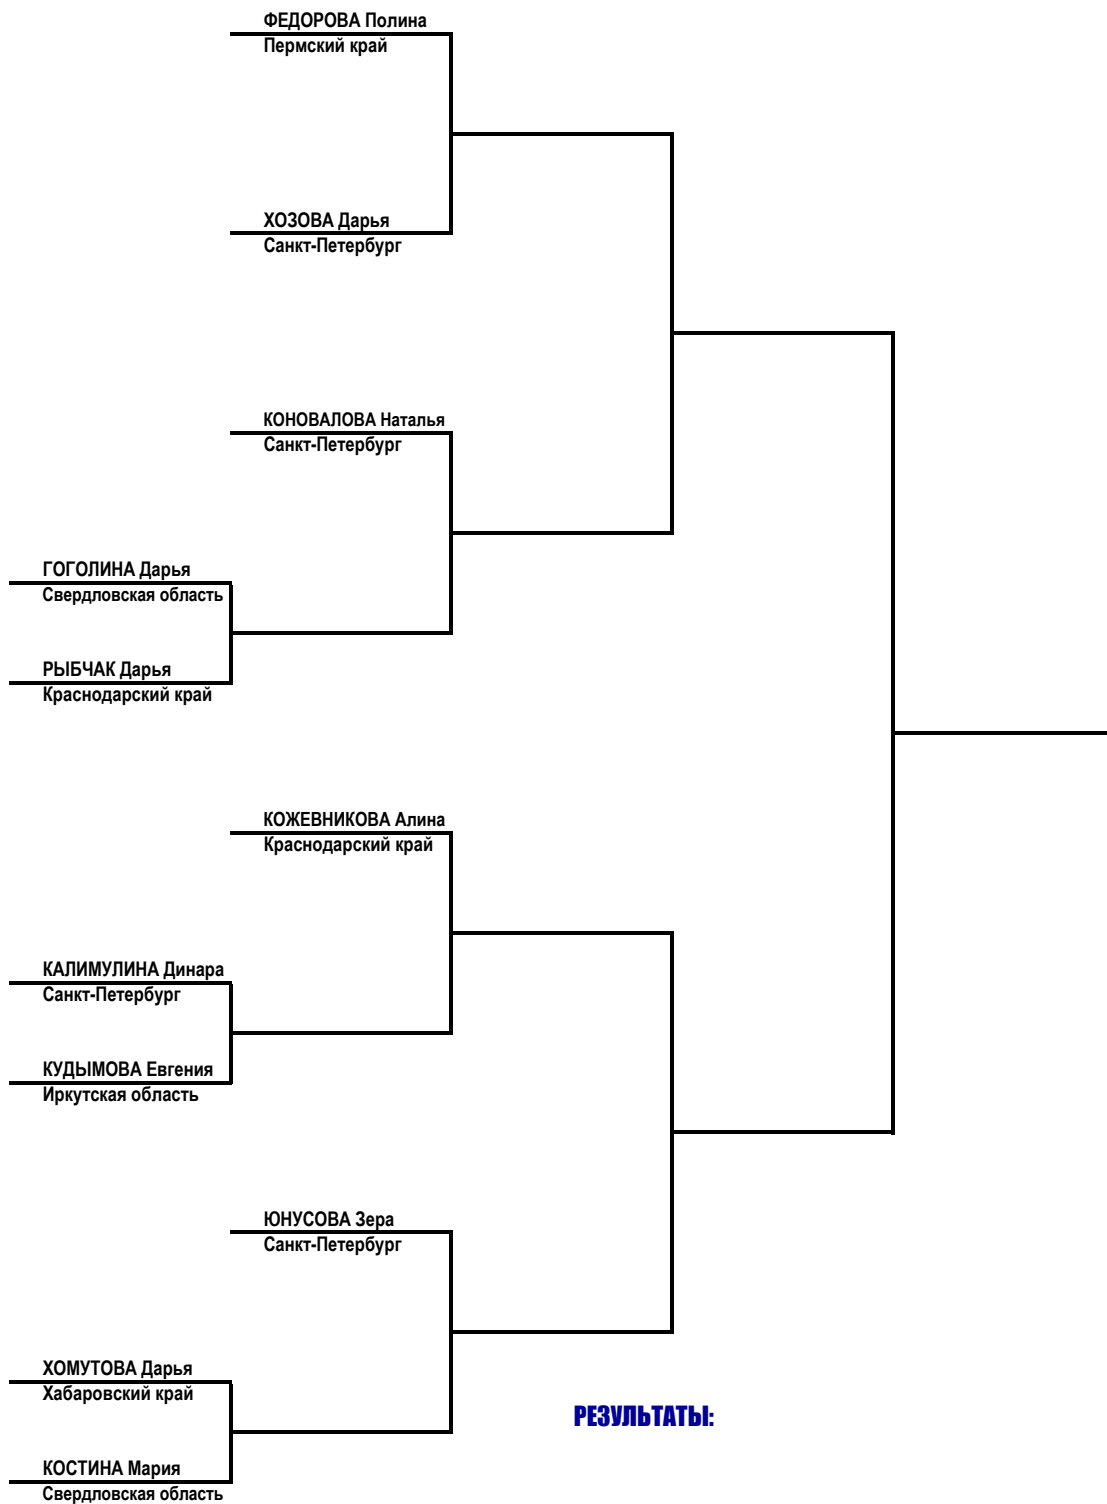 ФЕДОРОВА Полина
Пермский край
ХОЗОВА Дарья
Санкт-Петербург
КОНОВАЛОВА Наталья
Санкт-Петербург
ГОГОЛИНА Дарья
Свердловская область
РЫБЧАК Дарья
Краснодарский край
КОЖЕВНИКОВА Алина
Краснодарский край
КАЛИМУЛИНА Динара
Санкт-Петербург
КУДЫМОВА Евгения
Иркутская область
ЮНУСОВА Зера
Санкт-Петербург
ХОМУТОВА Дарья
Хабаровский край
РЕЗУЛЬТАТЫ:
КОСТИНА Мария
Свердловская область